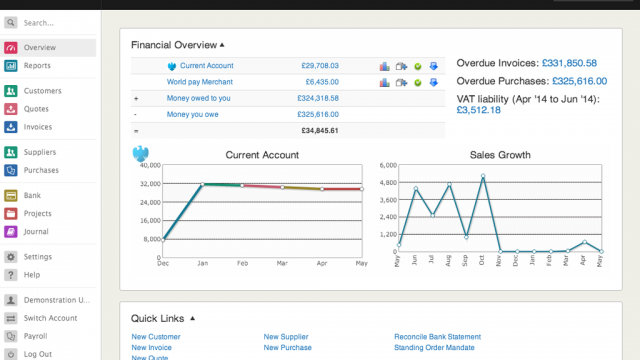 Search...
Overview
Reports
Customers
Quotes
Invoices
Suppliers
Purchases
Bank
Projects
Journal
Settings
Help
Demonstration U...
Switch Account
Payroll
Log Out
Financial Overview
Current Account £29,708.03
World pay Merchant £6,435.00
+ Money owed to you £324,318.58
- Money you owe £325,616.00
= £34,845.61
Overdue Invoices: £331,850.58
Overdue Purchases: £325,616.00
VAT liability (Apr '14 to Jun '14):
£3,512.18
Current Account
40,000
32,000
24,000
16,000
8,000
0
Dec Jan Feb Mar Apr May
Sales Growth
6,000
4,800
3,600
2,400
1,200
0
May Jun Jul Aug Sep Oct Nov Dec Jan Feb Mar Apr May
Quick Links
New Customer New Supplier Reconcile Bank Statement
New Invoice New Purchase Standing Order Mandate
New Quote